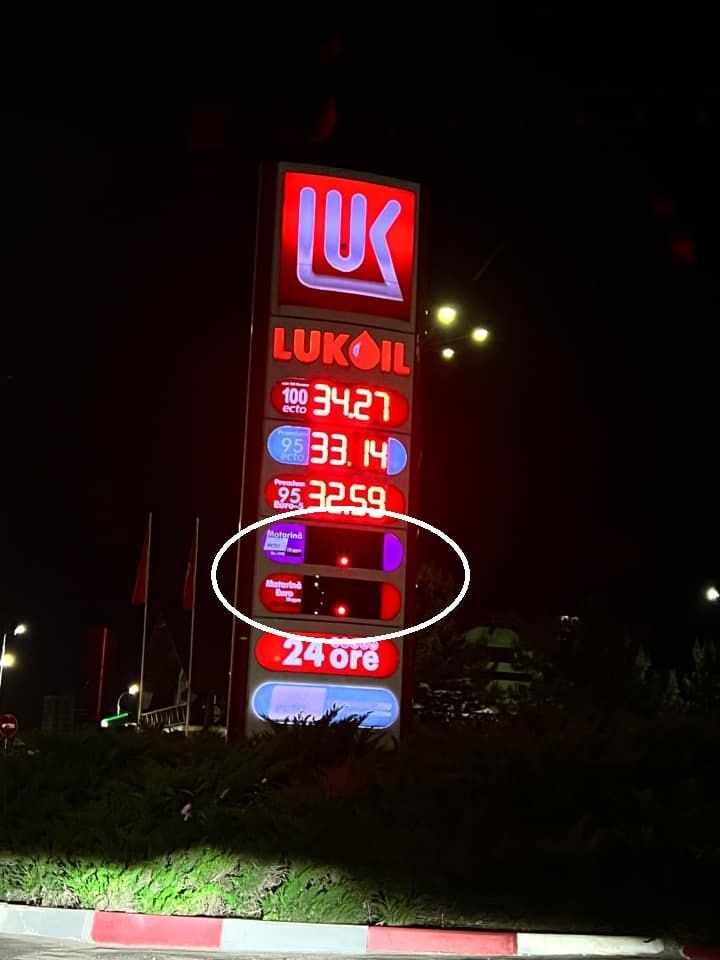 LUK
LUKOIL
100
ecto
34.27
Premium
95
ecto
33.14
Premium
95
Euro-5
32.59
Motorină
Motorină
Euro
24 ore